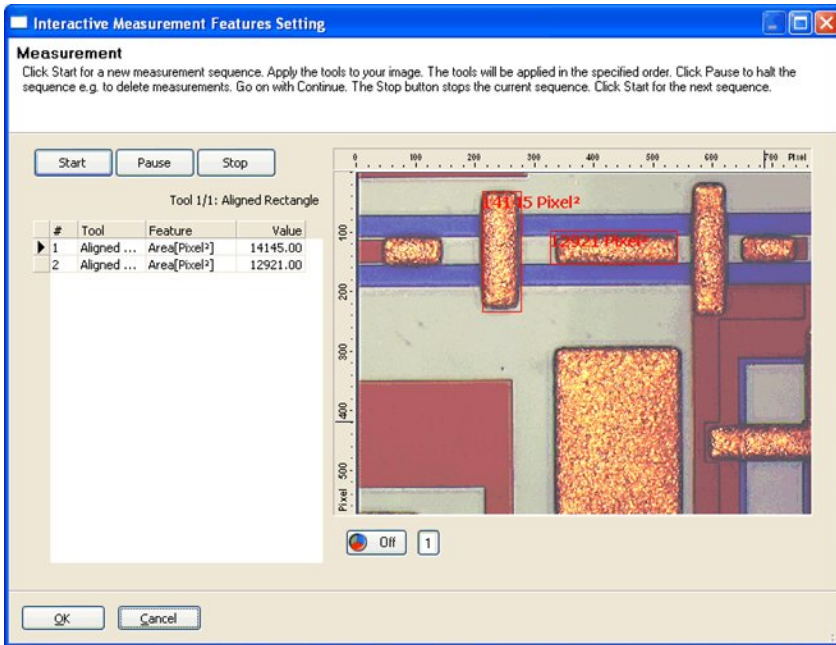 Interactive Measurement Features Setting
Measurement
Click Start for a new measurement sequence. Apply the tools to your image. The tools will be applied in the specified order. Click Pause to halt the
sequence e.g. to delete measurements. Go on with Continue. The Stop button stops the current sequence. Click Start for the next sequence.
Start Pause Stop
Tool 1/1: Aligned Rectangle
# Tool Feature Value
1 Aligned ... Area[Pixel²] 14145.00
2 Aligned ... Area[Pixel²] 12921.00
0 100 200 300 400 500 600 700 Pixel
100
200
300
400
500
Pixel
14145 Pixel²
12921 Pixel²
Off 1
OK Cancel